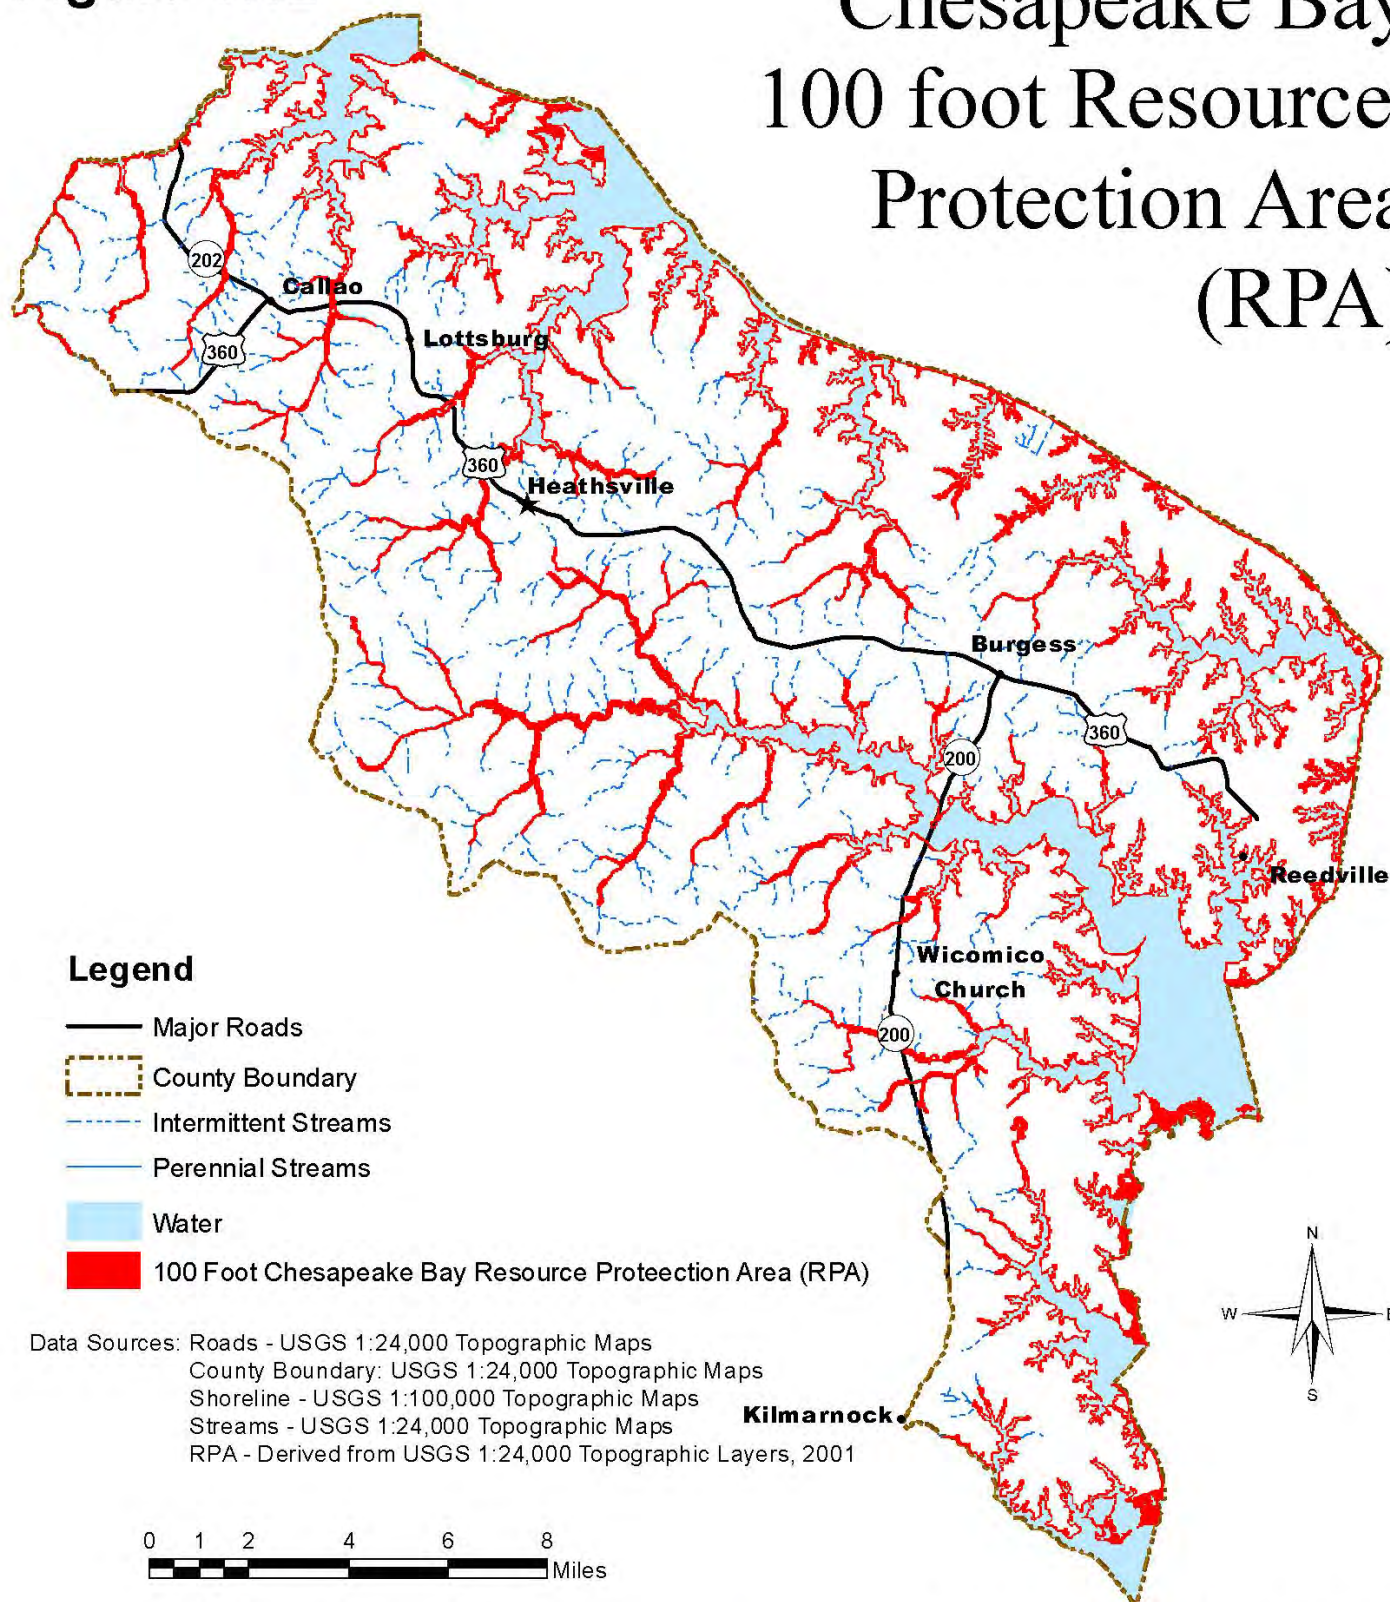 Chesapeake Bay
100 foot Resource
Protection Area
(RPA)
202
Callao
360
Lottsburg
360
Heathsville
Burgess
360
200
Reedville
Wicomico
Church
200
Kilmarnock
Legend
Major Roads
County Boundary
Intermittent Streams
Perennial Streams
Water
100 Foot Chesapeake Bay Resource Proteection Area (RPA)
N
W
E
S
Data Sources: Roads - USGS 1:24,000 Topographic Maps
County Boundary: USGS 1:24,000 Topographic Maps
Shoreline - USGS 1:100,000 Topographic Maps
Streams - USGS 1:24,000 Topographic Maps
RPA - Derived from USGS 1:24,000 Topographic Layers, 2001
0 1 2 4 6 8
Miles